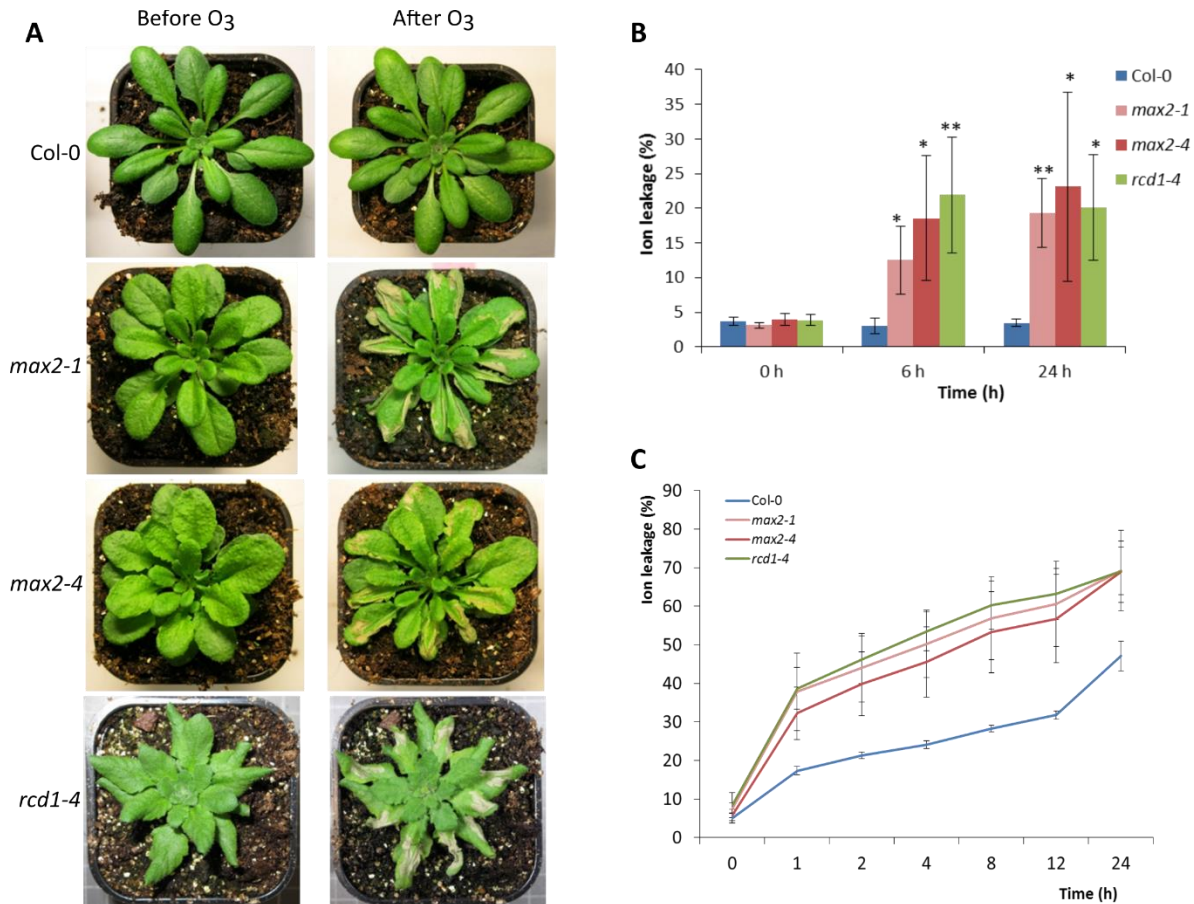 A
Before O3
After O3
Col-0
max2-1
max2-4
rcd1-4
B
Ion leakage (%)
40
35
30
25
20
15
10
5
0
* ** ** *
* * **
0 h 6 h 24 h
Time (h)
Col-0
max2-1
max2-4
rcd1-4
C
Ion leakage (%)
90
80
70
60
50
40
30
20
10
0
Col-0
max2-1
max2-4
rcd1-4
0 1 2 4 8 12 24
Time (h)